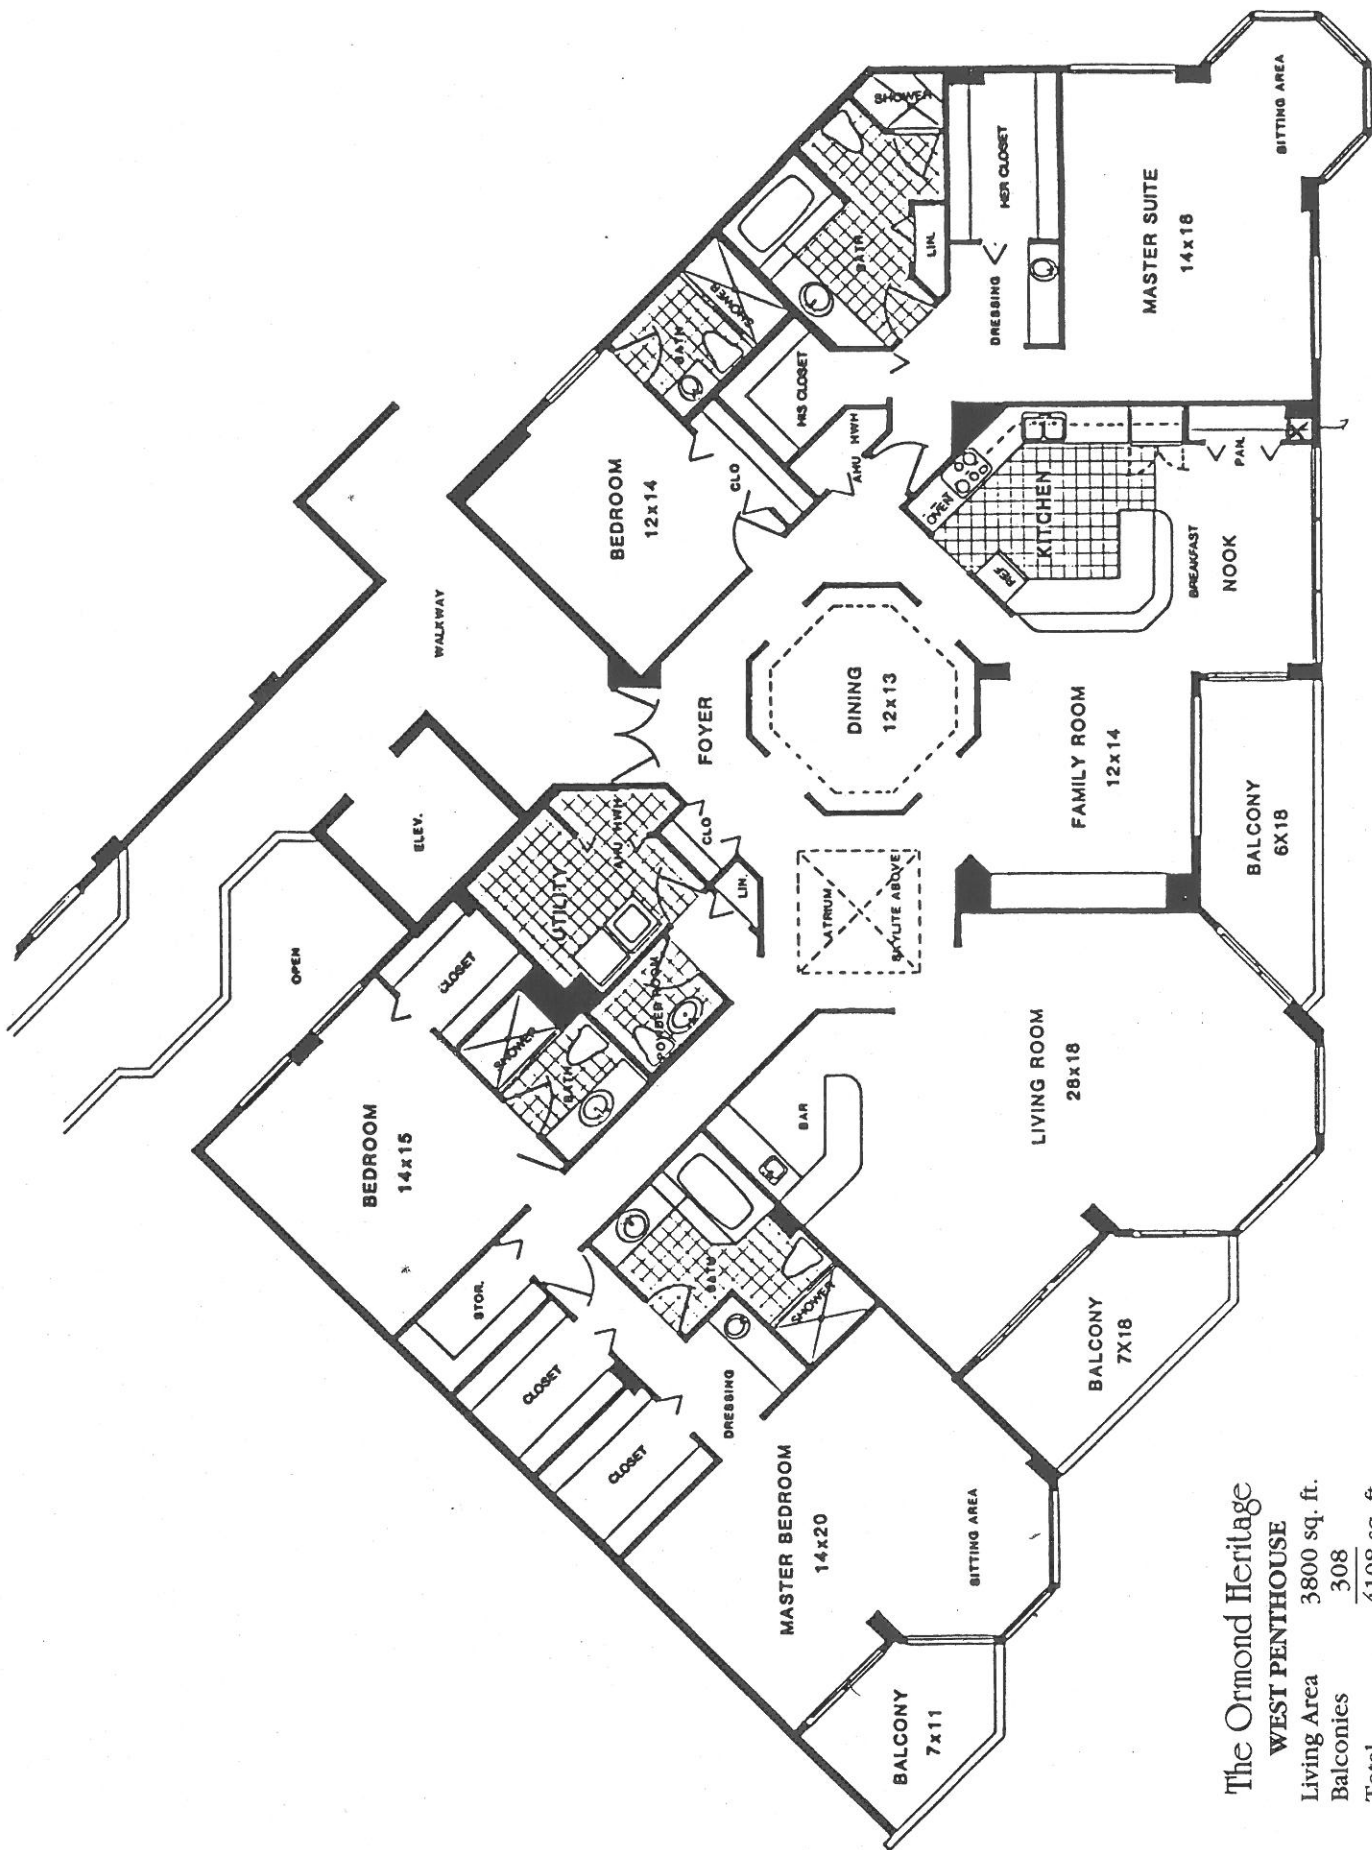 OPEN
WALKWAY
ELEV.
BEDROOM
14x15
CLOSET
STOR.
SHOWER
UTILITY
BATH
AHU HWH
POWDER ROOM
CLOSET
CLOSET
BEDROOM
12x14
BATH
SHOWER
CLO
CLO
LIN.
FOYER
BATH
DRESSING
SHOWER
BAR
HIS CLOSET
AHU HWH
BATH
SHOWER
LIN.
MASTER BEDROOM
14x20
ATRIUM
SKYLITE ABOVE
DINING
12x13
OVEN
REF
KITCHEN
DRESSING
HER CLOSET
BALCONY
7x11
SITTING AREA
LIVING ROOM
28x18
FAMILY ROOM
12x14
BALCONY
7X18
BREAKFAST
NOOK
PAN.
MASTER SUITE
14x18
BALCONY
6X18
SITTING AREA
The Ormond Heritage
WEST PENTHOUSE
Living Area 3800 sq. ft.
Balconies 308
Total 4108 sq. ft.